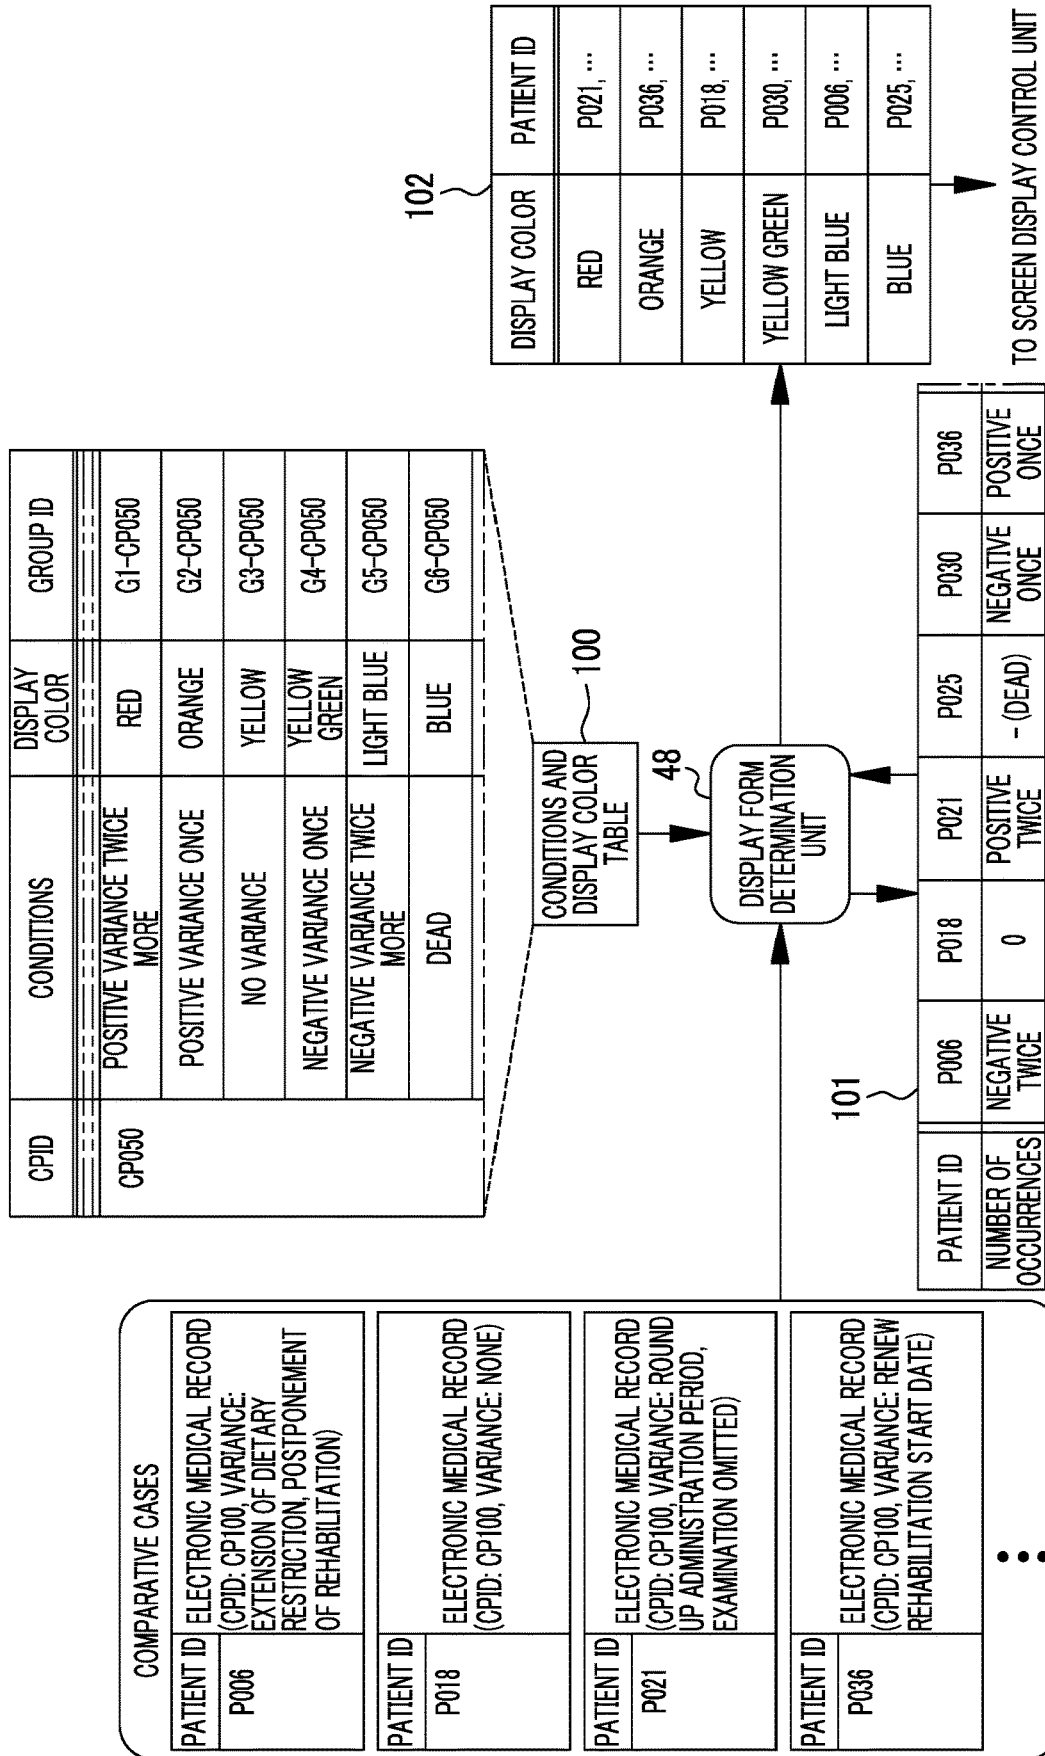 COMPARATIVE CASES
PATIENT ID
P006
ELECTRONIC MEDICAL RECORD
(CPID: CP100, VARIANCE:
EXTENSION OF DIETARY
RESTRICTION, POSTPONEMENT
OF REHABILITATION)
PATIENT ID
P018
ELECTRONIC MEDICAL RECORD
(CPID: CP100, VARIANCE: NONE)
PATIENT ID
P021
ELECTRONIC MEDICAL RECORD
(CPID: CP100, VARIANCE: ROUND
UP ADMINISTRATION PERIOD,
EXAMINATION OMITTED)
PATIENT ID
P036
ELECTRONIC MEDICAL RECORD
(CPID: CP100, VARIANCE: RENEW
REHABILITATION START DATE)
•••
CPID CONDITIONS DISPLAY
COLOR GROUP ID
CP050
POSITIVE VARIANCE TWICE
MORE RED G1-CP050
POSITIVE VARIANCE ONCE ORANGE G2-CP050
NO VARIANCE YELLOW G3-CP050
NEGATIVE VARIANCE ONCE YELLOW
GREEN G4-CP050
NEGATIVE VARIANCE TWICE
MORE LIGHT BLUE G5-CP050
DEAD BLUE G6-CP050
CONDITIONS AND
DISPLAY COLOR
TABLE
100
48
DISPLAY FORM
DETERMINATION
UNIT
101
PATIENT ID P006 P018 P021 P025 P030 P036
NUMBER OF
OCCURRENCES
NEGATIVE
TWICE
0
POSITIVE
TWICE
- (DEAD)
NEGATIVE
ONCE
POSITIVE
ONCE
102
DISPLAY COLOR PATIENT ID
RED P021, ···
ORANGE P036, ···
YELLOW P018, ···
YELLOW GREEN P030, ···
LIGHT BLUE P006, ···
BLUE P025, ···
TO SCREEN DISPLAY CONTROL UNIT